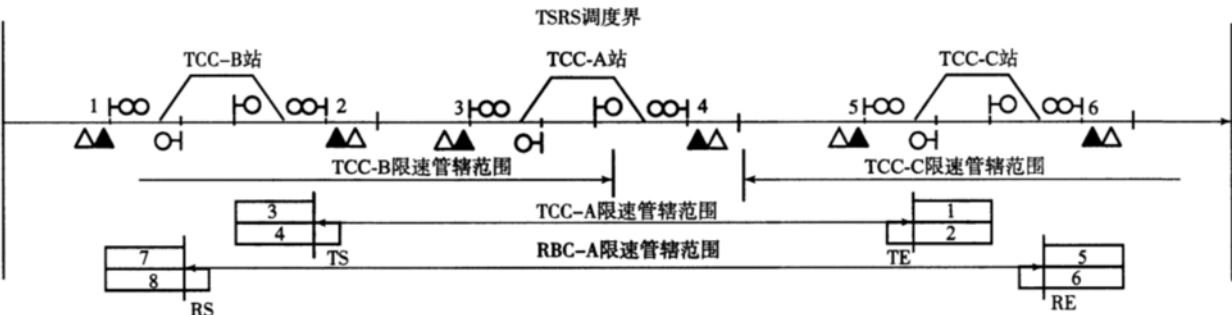 TSRS调度界
TCC-B站 TCC-A站 TCC-C站
1 2 3 4 5 6
TCC-B限速管辖范围 TCC-C限速管辖范围
3 TCC-A限速管辖范围 1
4 TS TE 2
7 RBC-A限速管辖范围 5
8 RS RE 6